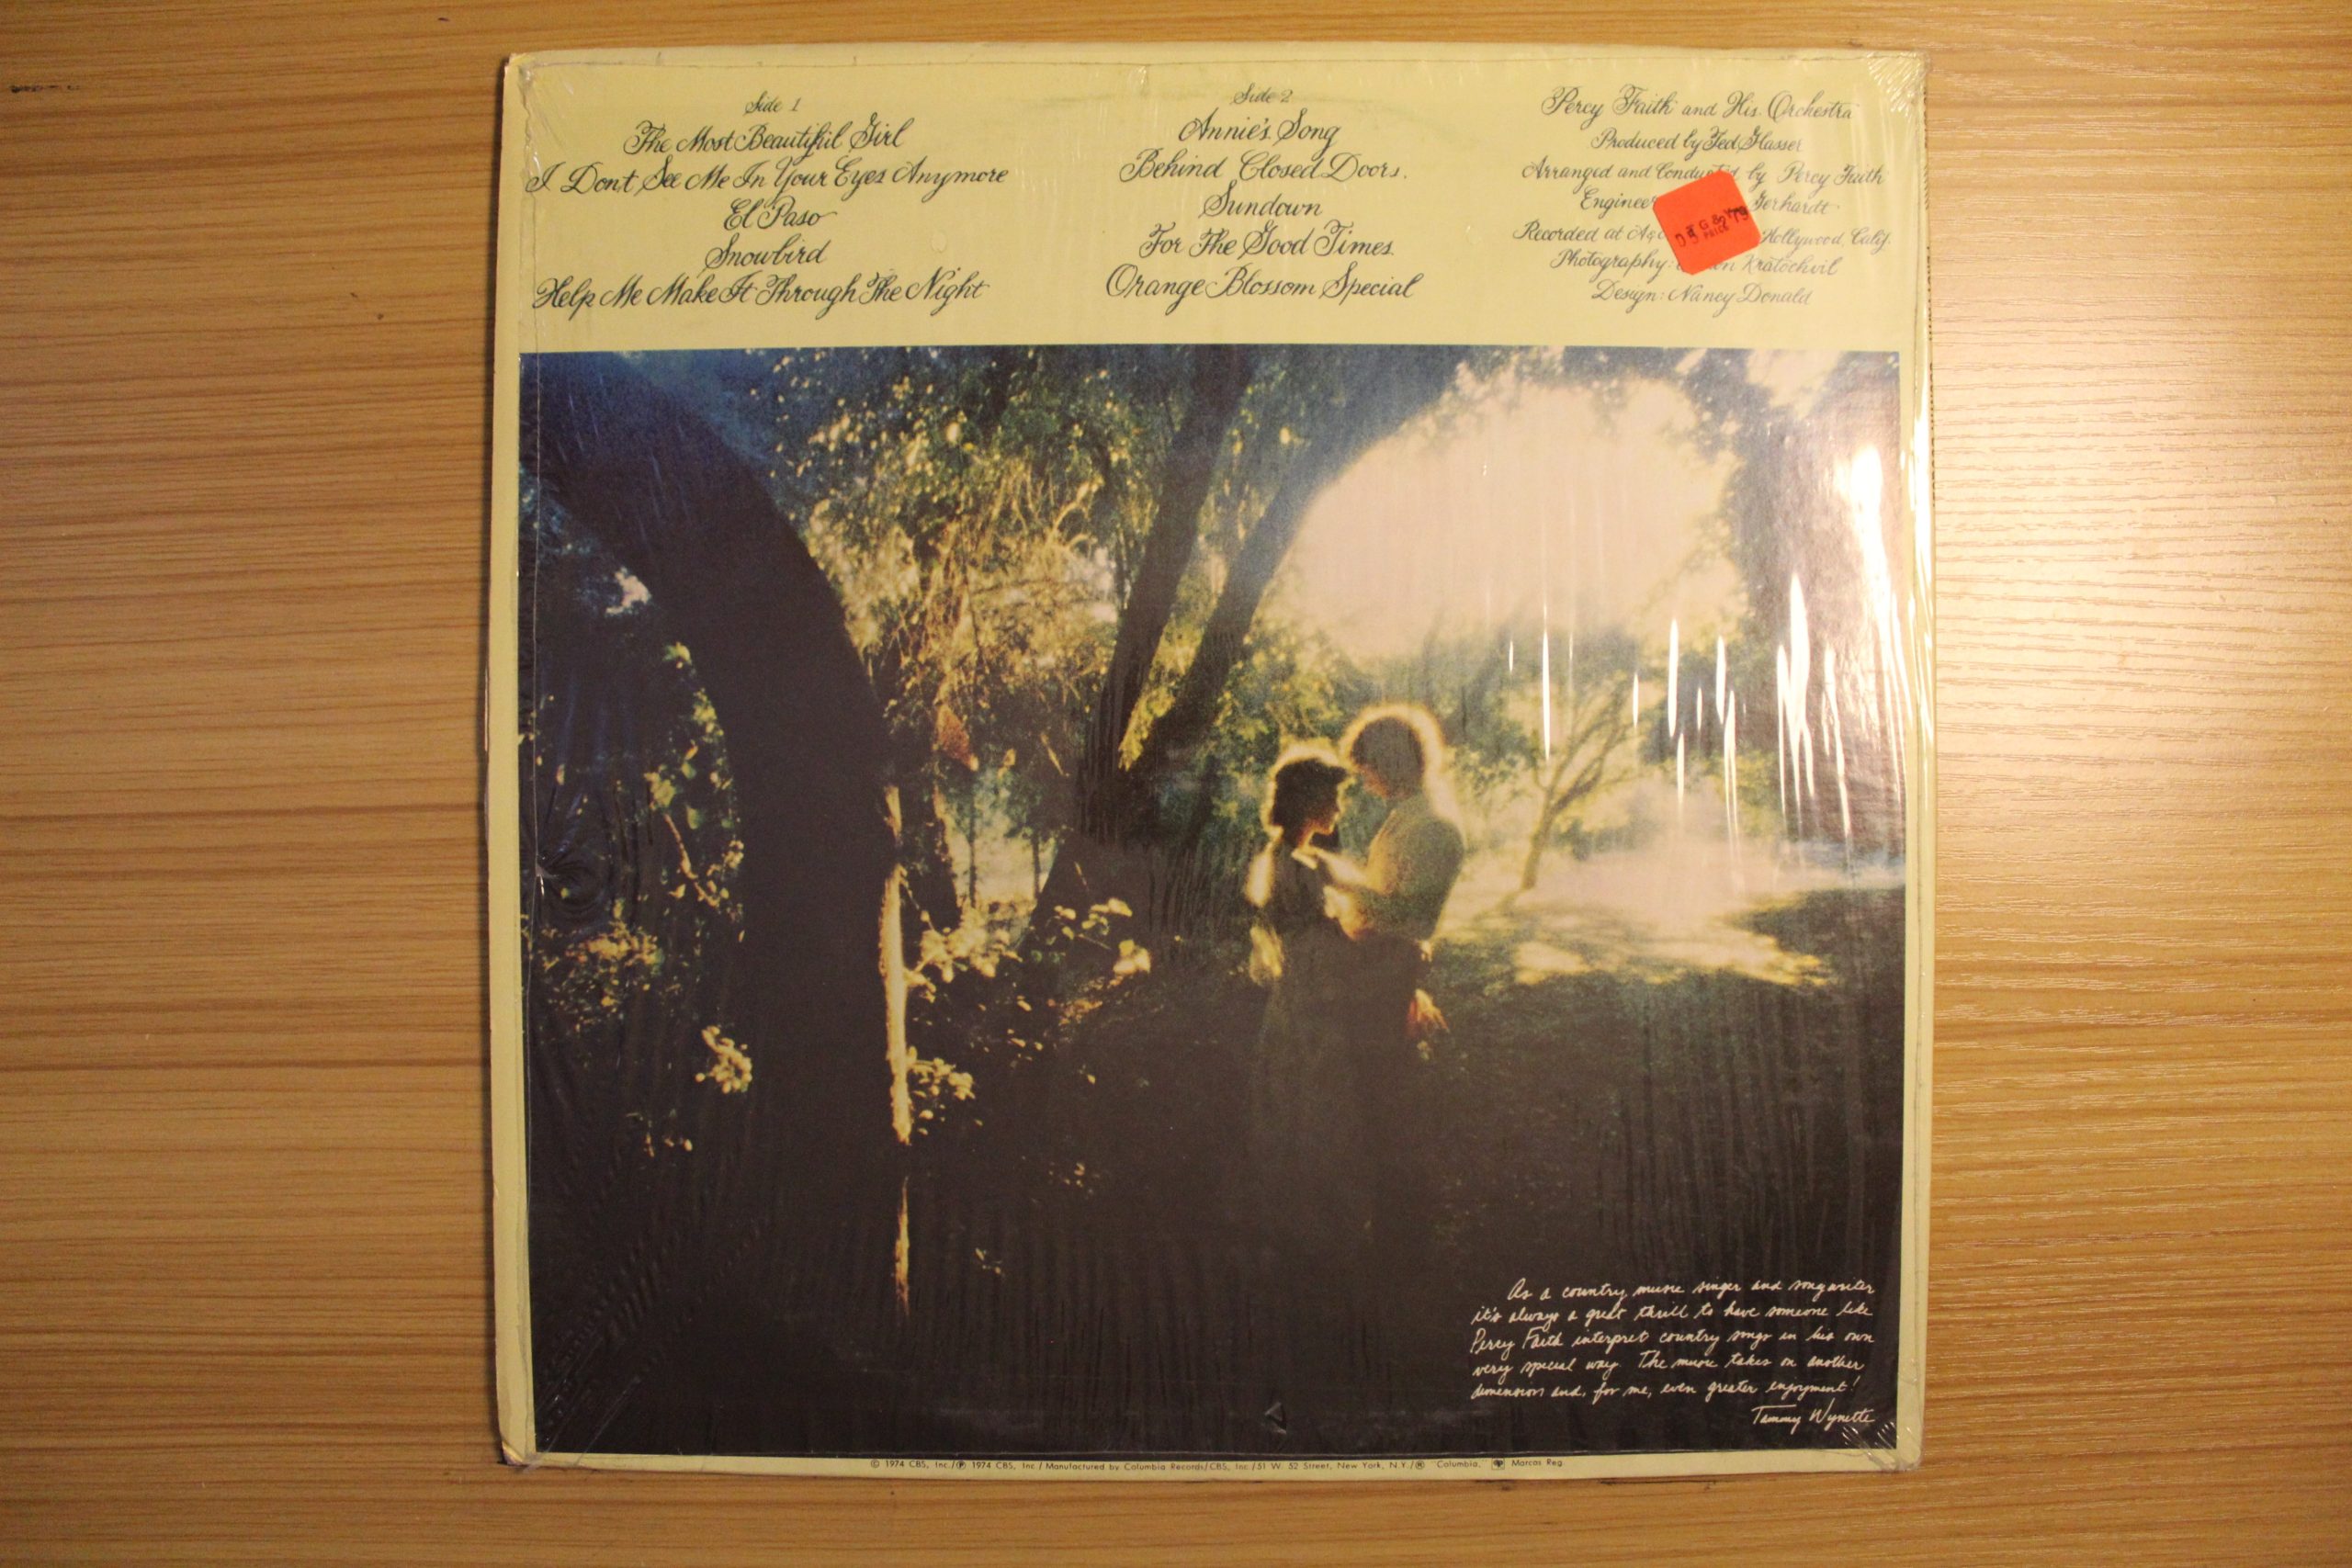 Side 1
The Most Beautiful Girl
I Don't See Me In Your Eyes Anymore
El Paso
Snowbird
Help Me Make It Through The Night
Side 2
Annie's Song
Behind Closed Doors.
Sundown
For The Good Times.
Orange Blossom Special
Percy Faith and His Orchestra
Produced by Ted Glasser
Arranged and Conducted by Percy Faith
Engineer Gerhardt
Recorded at Hollywood, Calif.
Photography: Kratochvil
Design: Nancy Donald
PRICE
As a country music singer and songwriter
it's always a great thrill to have someone like
Percy Faith interpret country songs in his own
very special way. The music takes on another
dimension and, for me, even greater enjoyment!
Tammy Wynette
© 1974 CBS, Inc./℗ 1974 CBS, Inc./Manufactured by Columbia Records/CBS, Inc./51 W. 52 Street, New York, N.Y./® "Columbia," Marcas Reg.